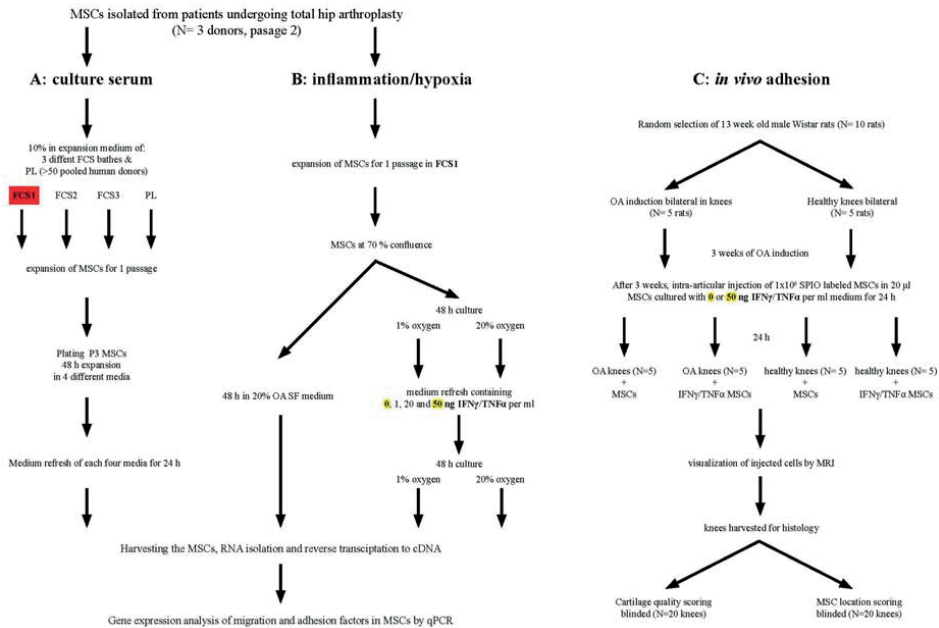 MSCs isolated from patients undergoing total hip arthroplasty
(N= 3 donors, pasage 2)
A: culture serum
10% in expansion medium of:
3 diffent FCS bathes &
PL (>50 pooled human donors)
FCS1 FCS2 FCS3 PL
expansion of MSCs for 1 passage
Plating P3 MSCs
48 h expansion
in 4 different media
Medium refresh of each four media for 24 h
B: inflammation/hypoxia
expansion of MSCs for 1 passage in FCS1
MSCs at 70 % confluence
48 h in 20% OA SF medium
48 h culture
1% oxygen 20% oxygen
medium refresh containing
0, 1, 20 and 50 ng IFNγ/TNFα per ml
48 h culture
1% oxygen 20% oxygen
Harvesting the MSCs, RNA isolation and reverse transciptation to cDNA
Gene expression analysis of migration and adhesion factors in MSCs by qPCR
C: in vivo adhesion
Random selection of 13 week old male Wistar rats (N= 10 rats)
OA induction bilateral in knees
(N= 5 rats)
Healthy knees bilateral
(N= 5 rats)
3 weeks of OA induction
After 3 weeks, intra-articular injection of 1x10⁶ SPIO labeled MSCs in 20 μl
MSCs cultured with 0 or 50 ng IFNγ/TNFα per ml medium for 24 h
24 h
OA knees (N=5)
+
MSCs
OA knees (N=5)
+
IFNγ/TNFα MSCs
healthy knees (N= 5)
+
MSCs
healthy knees (N= 5)
+
IFNγ/TNFα MSCs
visualization of injected cells by MRI
knees harvested for histology
Cartilage quality scoring
blinded (N=20 knees)
MSC location scoring
blinded (N=20 knees)